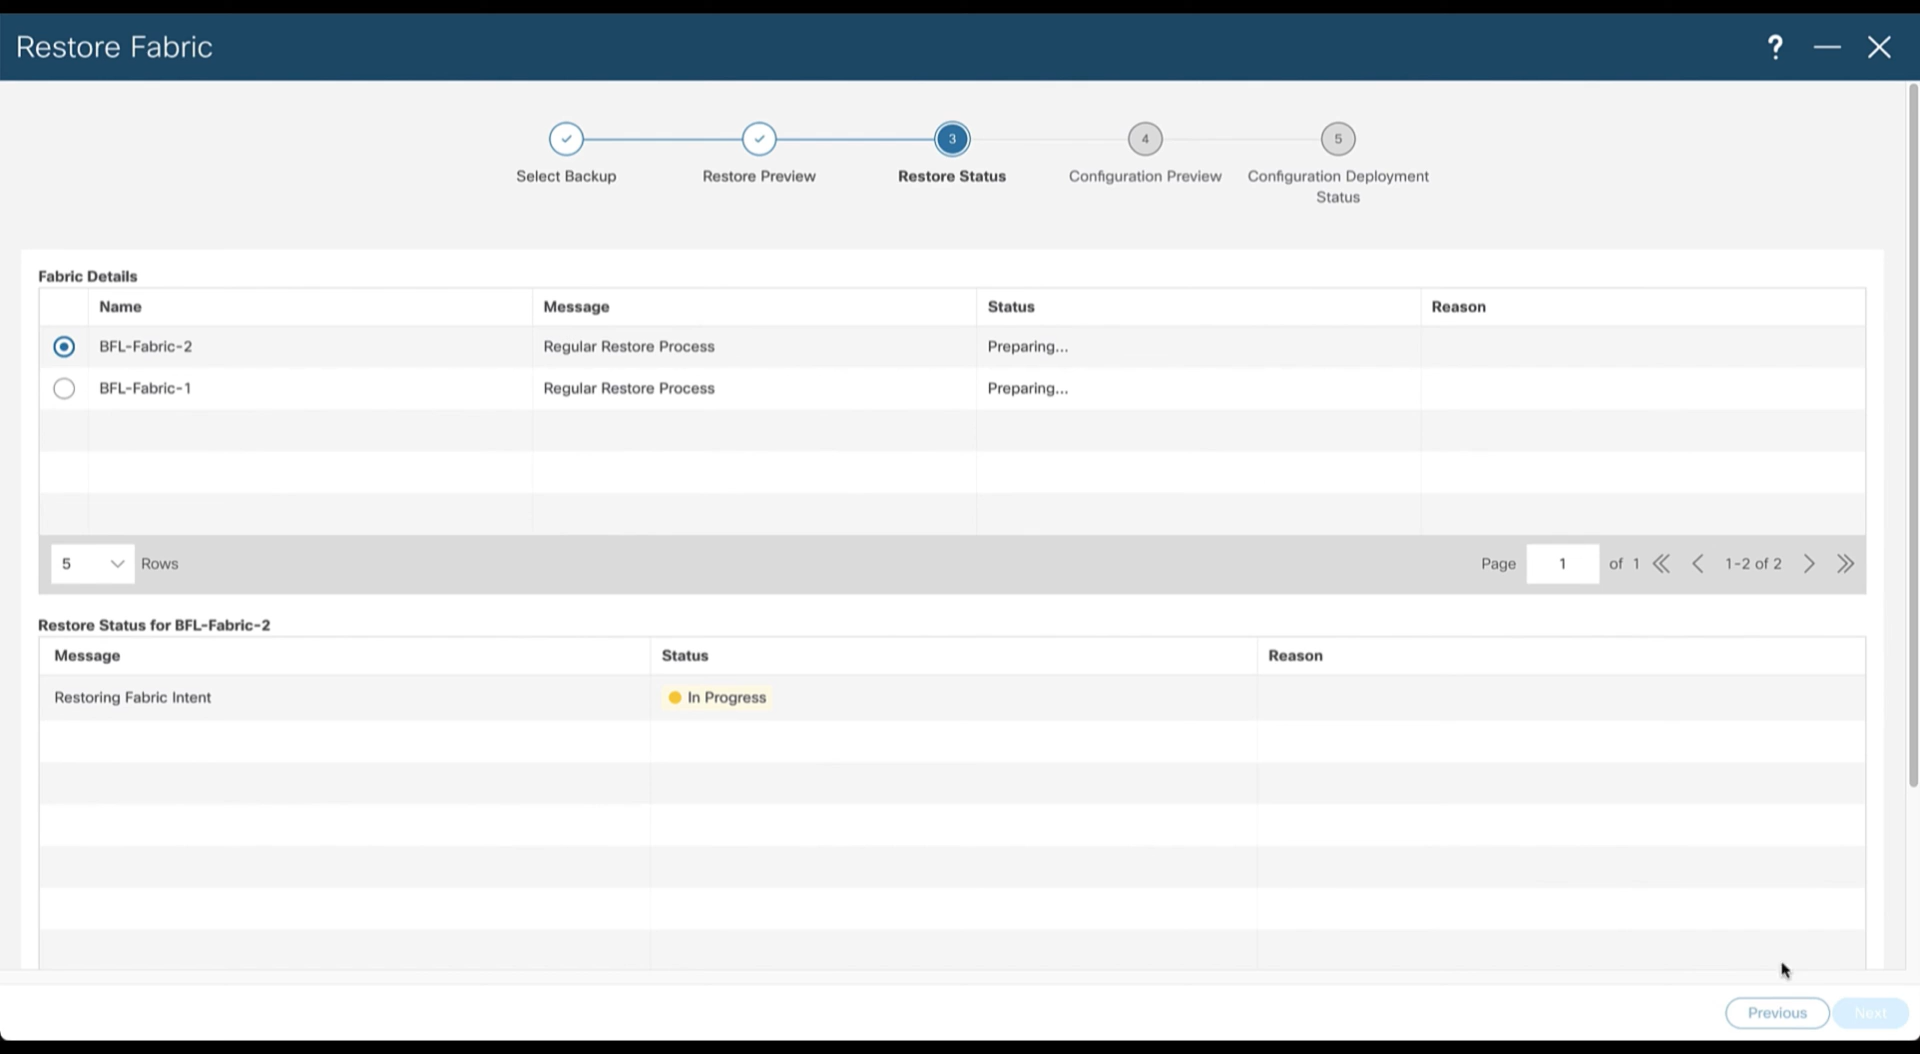 Restore Fabric
?
3
4
5
Select Backup
Restore Preview
Restore Status
Configuration Preview
Configuration Deployment
Status
Fabric Details
Name Message Status Reason
BFL-Fabric-2 Regular Restore Process Preparing...
BFL-Fabric-1 Regular Restore Process Preparing...
5 Rows Page 1 of 1 1-2 of 2
Restore Status for BFL-Fabric-2
Message Status Reason
Restoring Fabric Intent In Progress
Previous Next